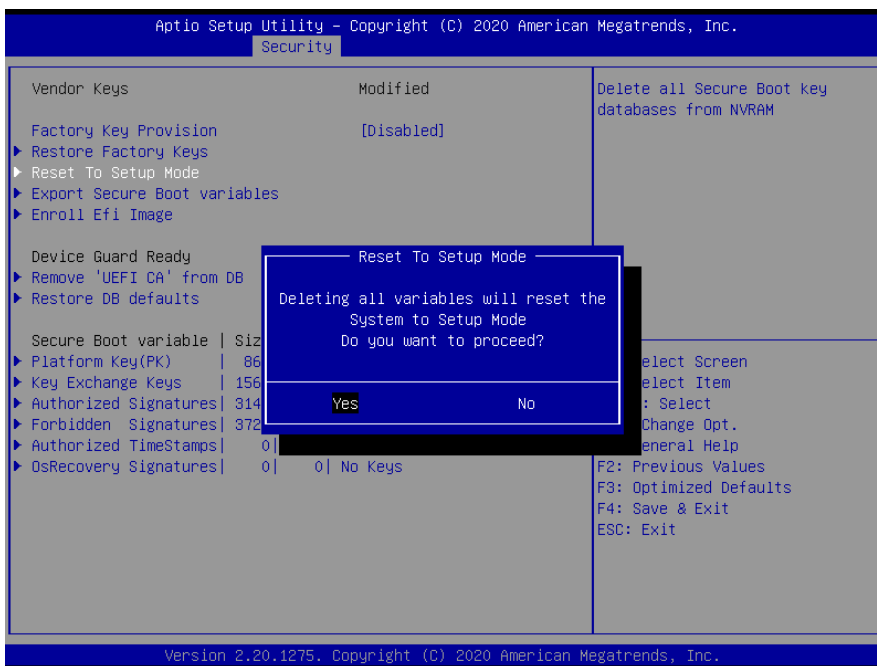 Aptio Setup Utility – Copyright (C) 2020 American Megatrends, Inc.
Security
Vendor Keys Modified
Factory Key Provision [Disabled]
Restore Factory Keys
Reset To Setup Mode
Export Secure Boot variables
Enroll Efi Image
Device Guard Ready
Remove 'UEFI CA' from DB
Restore DB defaults
Secure Boot variable | Siz
Platform Key(PK) | 86
Key Exchange Keys | 156
Authorized Signatures| 314
Forbidden Signatures| 372
Authorized TimeStamps| 0|
OsRecovery Signatures| 0| 0| No Keys
Reset To Setup Mode
Deleting all variables will reset the
System to Setup Mode
Do you want to proceed?
Yes No
Delete all Secure Boot key
databases from NVRAM
elect Screen
elect Item
: Select
Change Opt.
eneral Help
F2: Previous Values
F3: Optimized Defaults
F4: Save & Exit
ESC: Exit
Version 2.20.1275. Copyright (C) 2020 American Megatrends, Inc.